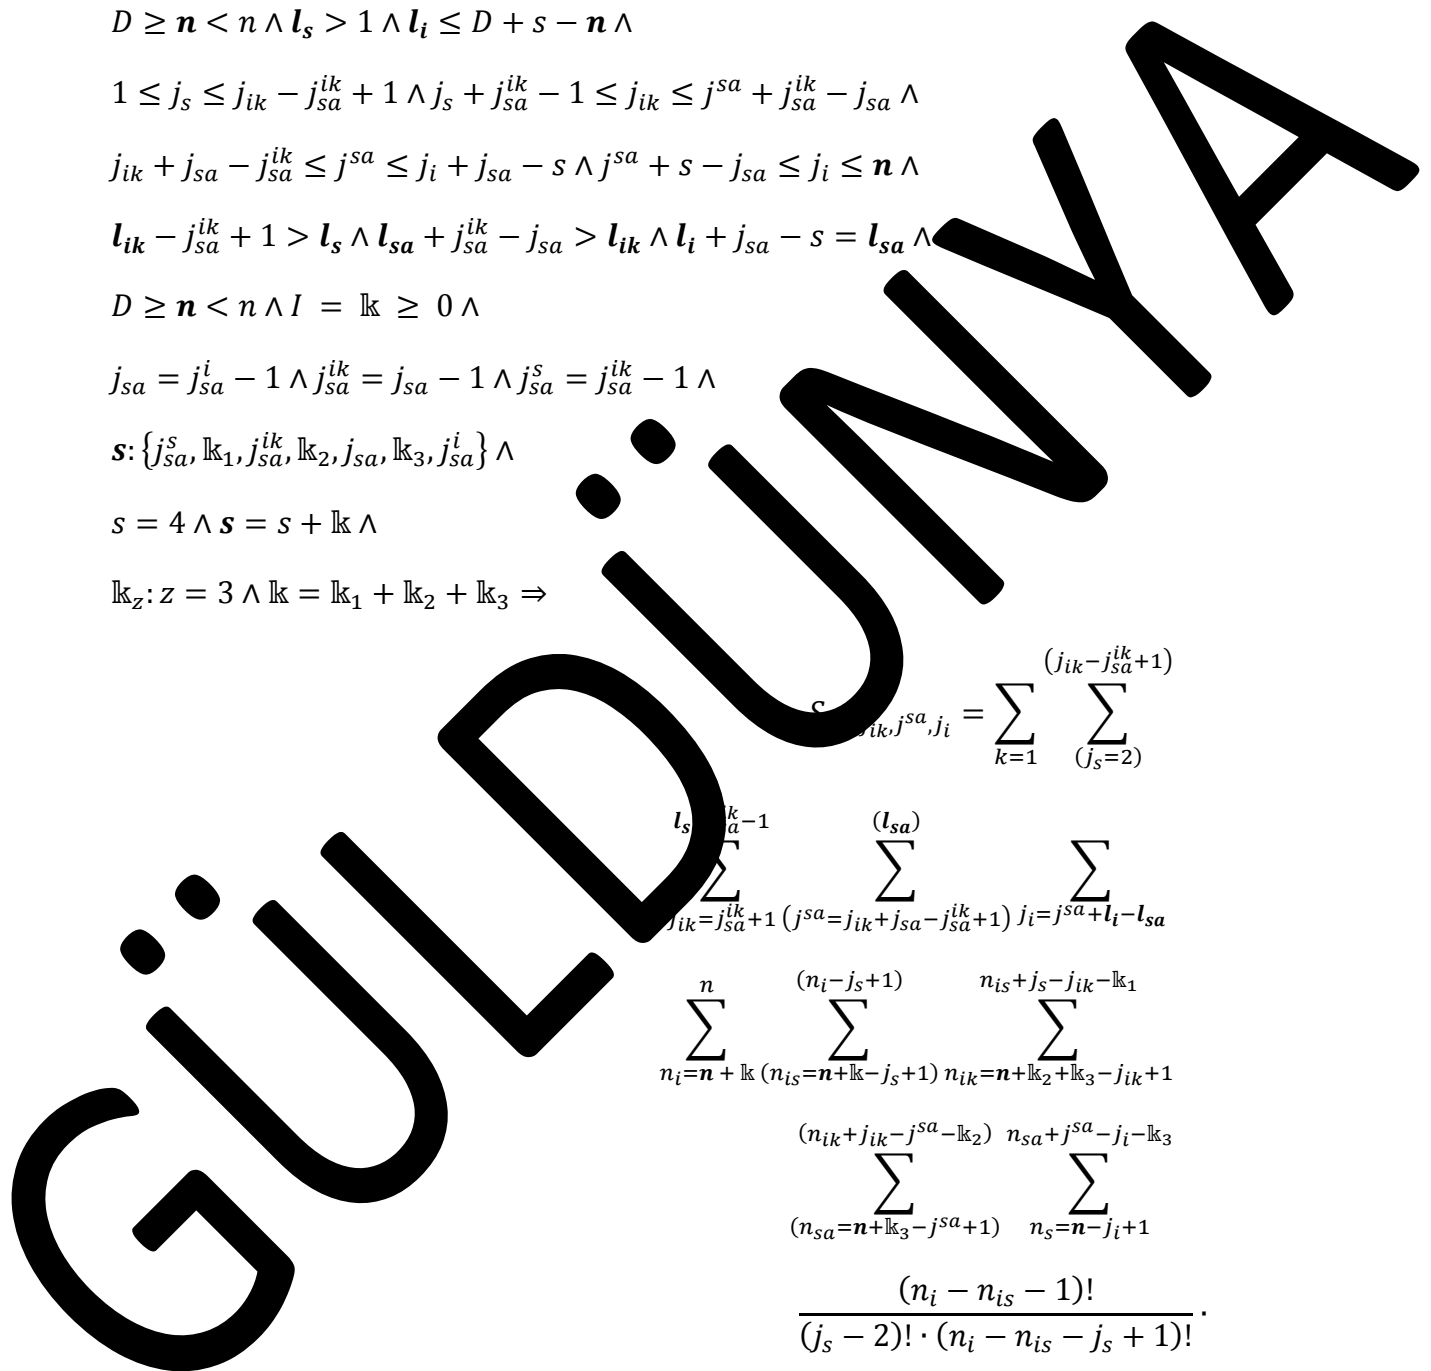 D ≥ 𝒏 < n ∧ 𝒍_𝒔 > 1 ∧ 𝒍_𝒊 ≤ D + s − 𝒏 ∧
1 ≤ j_s ≤ j_{ik} − j_{sa}^{ik} + 1 ∧ j_s + j_{sa}^{ik} − 1 ≤ j_{ik} ≤ j^{sa} + j_{sa}^{ik} − j_{sa} ∧
j_{ik} + j_{sa} − j_{sa}^{ik} ≤ j^{sa} ≤ j_i + j_{sa} − s ∧ j^{sa} + s − j_{sa} ≤ j_i ≤ 𝒏 ∧
𝒍_{𝒊𝒌} − j_{sa}^{ik} + 1 > 𝒍_𝒔 ∧ 𝒍_{𝒔𝒂} + j_{sa}^{ik} − j_{sa} > 𝒍_{𝒊𝒌} ∧ 𝒍_𝒊 + j_{sa} − s = 𝒍_{𝒔𝒂} ∧
D ≥ 𝒏 < n ∧ I = 𝕜 ≥ 0 ∧
j_{sa} = j_{sa}^i − 1 ∧ j_{sa}^{ik} = j_{sa} − 1 ∧ j_{sa}^s = j_{sa}^{ik} − 1 ∧
𝒔: {j_{sa}^s, 𝕜_1, j_{sa}^{ik}, 𝕜_2, j_{sa}, 𝕜_3, j_{sa}^i} ∧
s = 4 ∧ 𝒔 = s + 𝕜 ∧
𝕜_z: z = 3 ∧ 𝕜 = 𝕜_1 + 𝕜_2 + 𝕜_3 ⇒
j_{ik}, j^{sa}, j_i = ∑_{k=1} ∑_{(j_s=2)}^{(j_{ik}−j_{sa}^{ik}+1)}
∑_{j_{ik}=j_{sa}^{ik}+1} ∑_{(j^{sa}=j_{ik}+j_{sa}−j_{sa}^{ik}+1)}^{(𝒍_{𝒔𝒂})} ∑_{j_i=j^{sa}+𝒍_𝒊−𝒍_{𝒔𝒂}}
∑_{n_i=𝒏+𝕜}^{n} ∑_{(n_{is}=𝒏+𝕜−j_s+1)}^{(n_i−j_s+1)} ∑_{n_{ik}=𝒏+𝕜_2+𝕜_3−j_{ik}+1}^{n_{is}+j_s−j_{ik}−𝕜_1}
∑_{(n_{sa}=𝒏+𝕜_3−j^{sa}+1)}^{(n_{ik}+j_{ik}−j^{sa}−𝕜_2)} ∑_{n_s=𝒏−j_i+1}^{n_{sa}+j^{sa}−j_i−𝕜_3}
(n_i − n_{is} − 1)!
/ (j_s − 2)! · (n_i − n_{is} − j_s + 1)! ·
GÜLDÜNYA